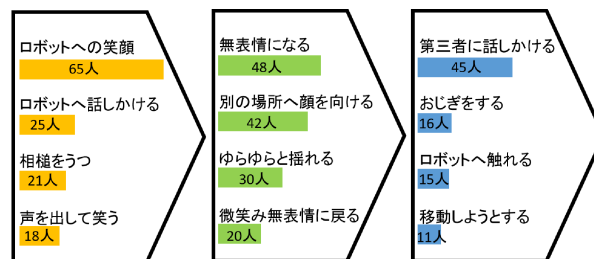 ロボットへの笑顔
65人
ロボットへ話しかける
25人
相槌をうつ
21人
声を出して笑う
18人
無表情になる
48人
別の場所へ顔を向ける
42人
ゆらゆらと揺れる
30人
微笑み無表情に戻る
20人
第三者に話しかける
45人
おじぎをする
16人
ロボットへ触れる
15人
移動しようとする
11人